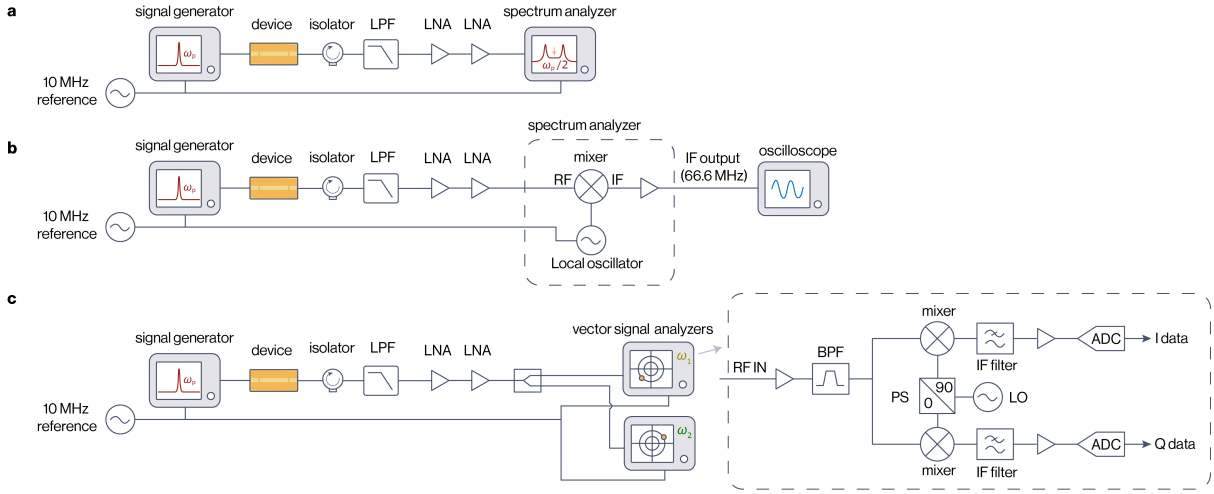 a
signal generator
device
isolator
LPF
LNA
LNA
spectrum analyzer
ωp
ωp/2
10 MHz
reference
b
signal generator
device
isolator
LPF
LNA
LNA
spectrum analyzer
mixer
RF
IF
IF output
(66.6 MHz)
oscilloscope
ωp
10 MHz
reference
Local oscillator
c
signal generator
device
isolator
LPF
LNA
LNA
vector signal analyzers
ωp
ω1
ω2
10 MHz
reference
RF IN
BPF
mixer
IF filter
ADC
I data
PS
90
0
LO
mixer
IF filter
ADC
Q data